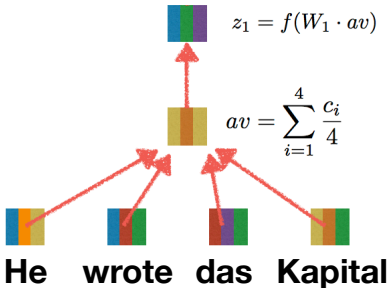 z₁ = f(W₁ · av)
av = ∑_{i=1}^{4} c_i/4
He wrote das Kapital